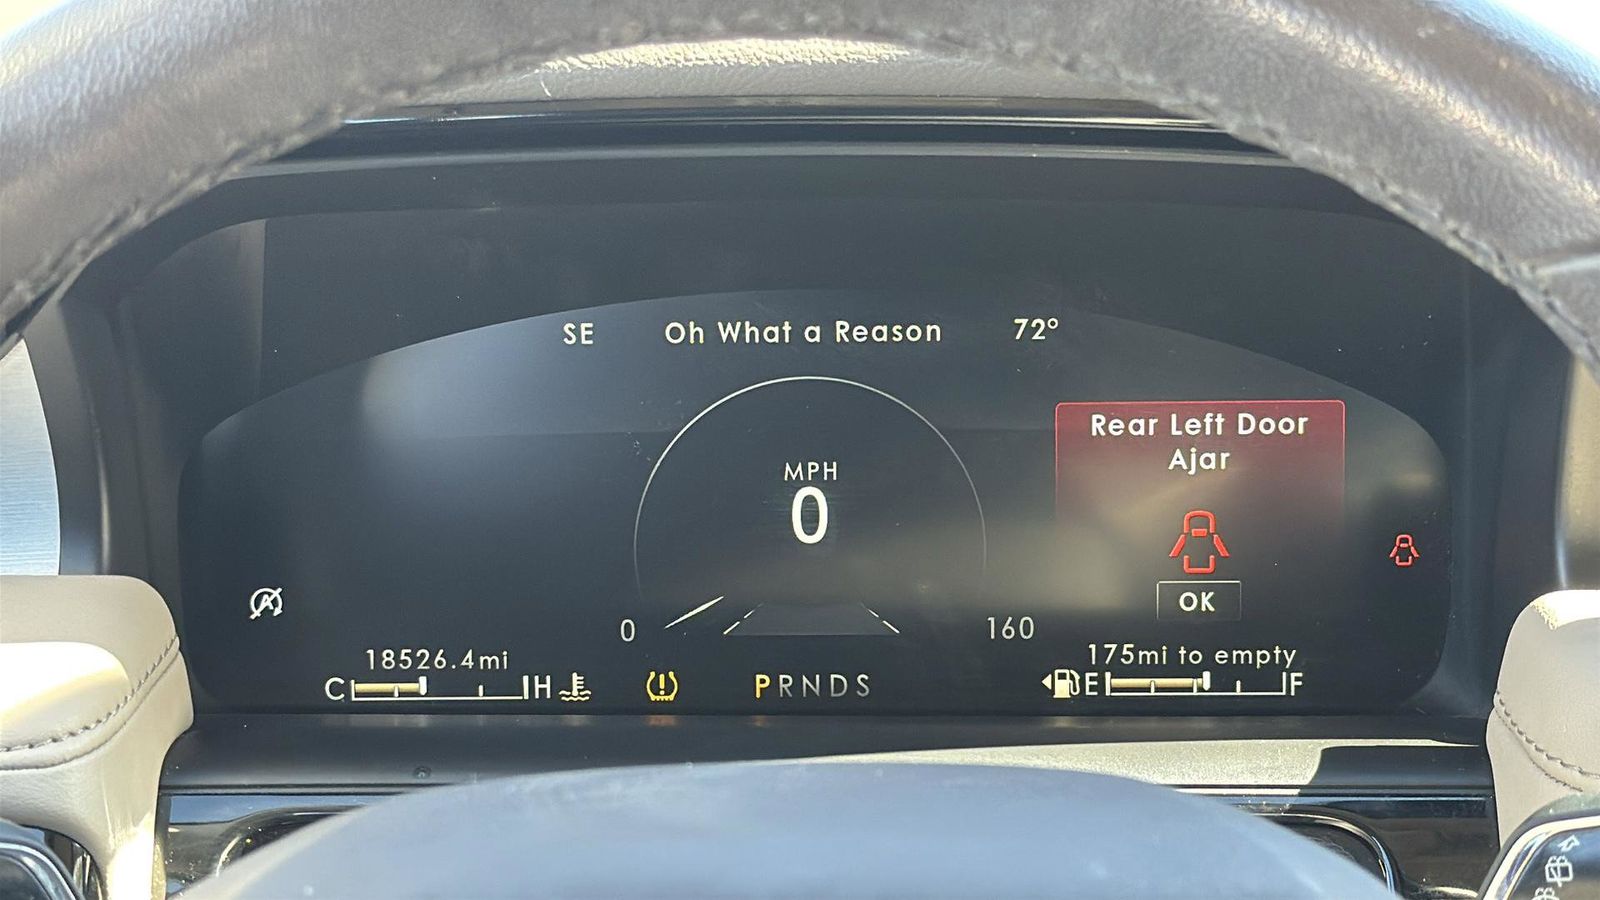 SE Oh What a Reason 72°
Rear Left Door
Ajar
MPH
0
OK
0 160
18526.4mi 175mi to empty
C H PRNDS E F